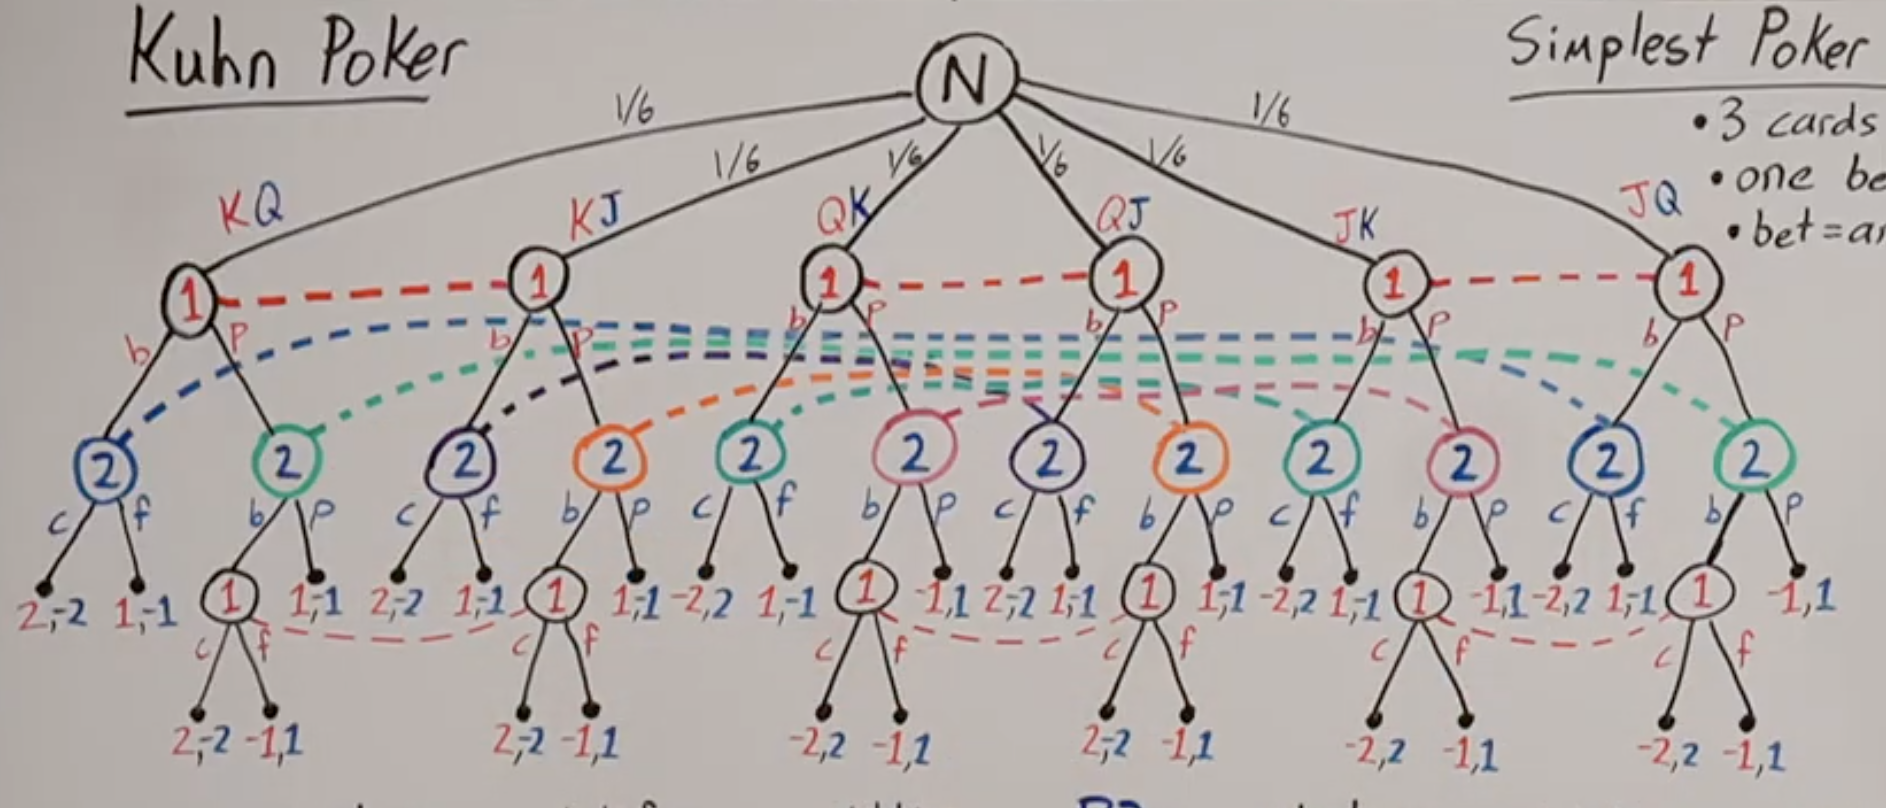 Kuhn Poker
N
Simplest Poker
• 3 cards
• one be
• bet = an
1/6 1/6 1/6 1/6 1/6 1/6
KQ KJ QK QJ JK JQ
1 1 1 1 1 1
b p b p b p b p b p b p
2 2 2 2 2 2 2 2 2 2 2 2
c f b p c f b p c f b p c f b p c f b p c f b p
2,-2 1,-1 1 1,-1 2,-2 1,-1 1 1,-1 -2,2 1,-1 1 -1,1 2,-2 1,-1 1 1,-1 -2,2 1,-1 1 -1,1 -2,2 1,-1 1 -1,1
c f c f c f c f c f c f
2,-2 -1,1 2,-2 -1,1 -2,2 -1,1 2,-2 -1,1 -2,2 -1,1 -2,2 -1,1